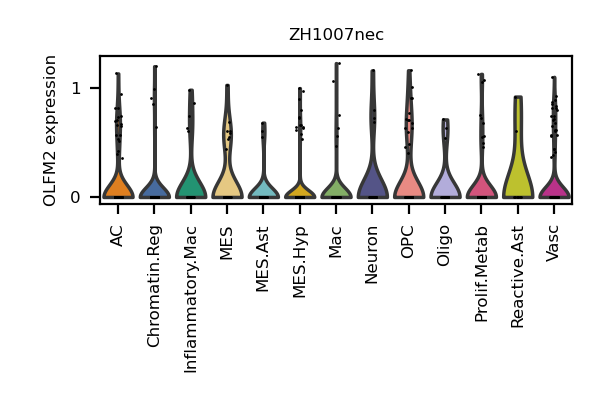 ZH1007nec
OLFM2 expression
1
0
AC
Chromatin.Reg
Inflammatory.Mac
MES
MES.Ast
MES.Hyp
Mac
Neuron
OPC
Oligo
Prolif.Metab
Reactive.Ast
Vasc